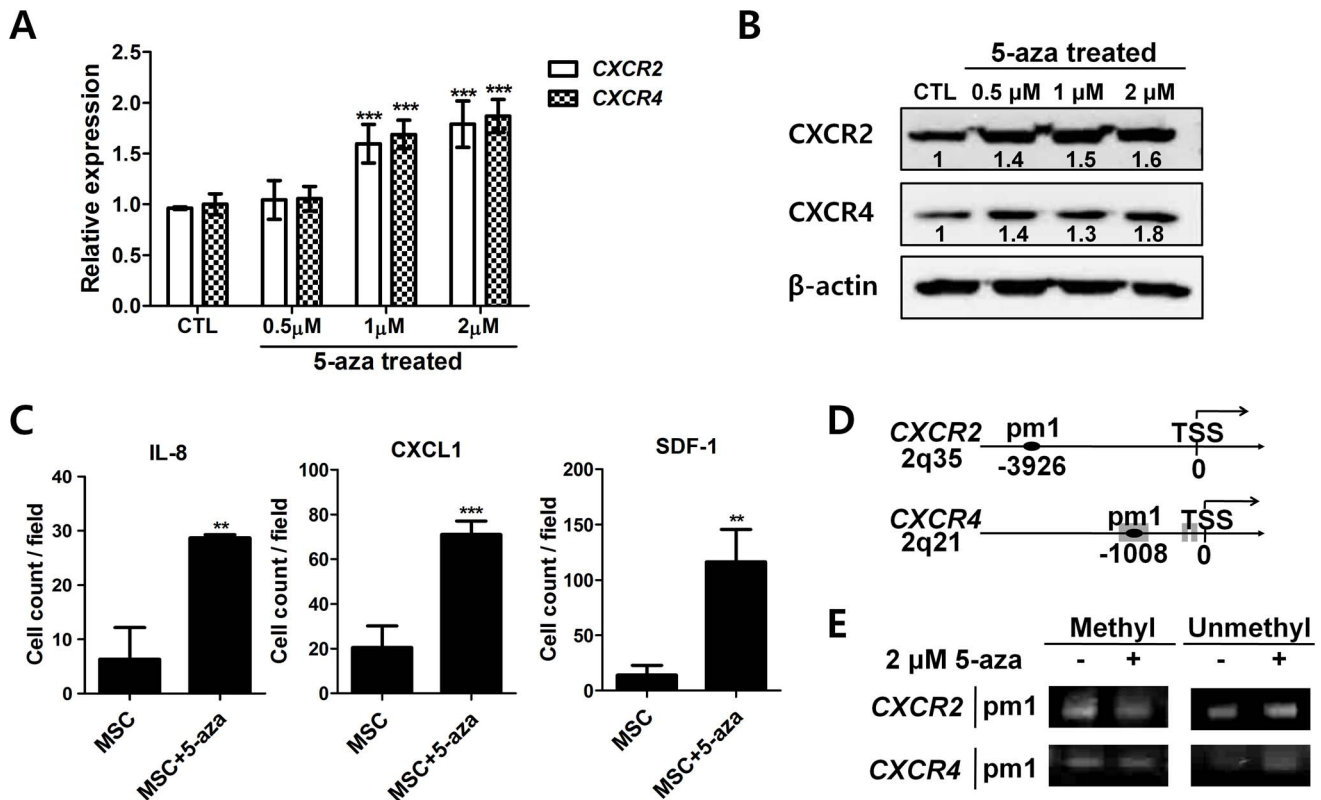 A
Relative expression
2.5
2.0
1.5
1.0
0.5
0.0
*** *** *** ***
CTL 0.5μM 1μM 2μM
5-aza treated
CXCR2
CXCR4
B
5-aza treated
CTL 0.5 μM 1 μM 2 μM
CXCR2
1 1.4 1.5 1.6
CXCR4
1 1.4 1.3 1.8
β-actin
C
IL-8
Cell count / field
40
30
20
10
0
**
MSC MSC+5-aza
CXCL1
Cell count / field
100
80
60
40
20
0
***
MSC MSC+5-aza
SDF-1
Cell count / field
200
150
100
50
0
**
MSC MSC+5-aza
D
CXCR2 pm1 TSS
2q35 -3926 0
CXCR4 pm1 TSS
2q21 -1008 0
E
Methyl Unmethyl
2 μM 5-aza - + - +
CXCR2 pm1
CXCR4 pm1